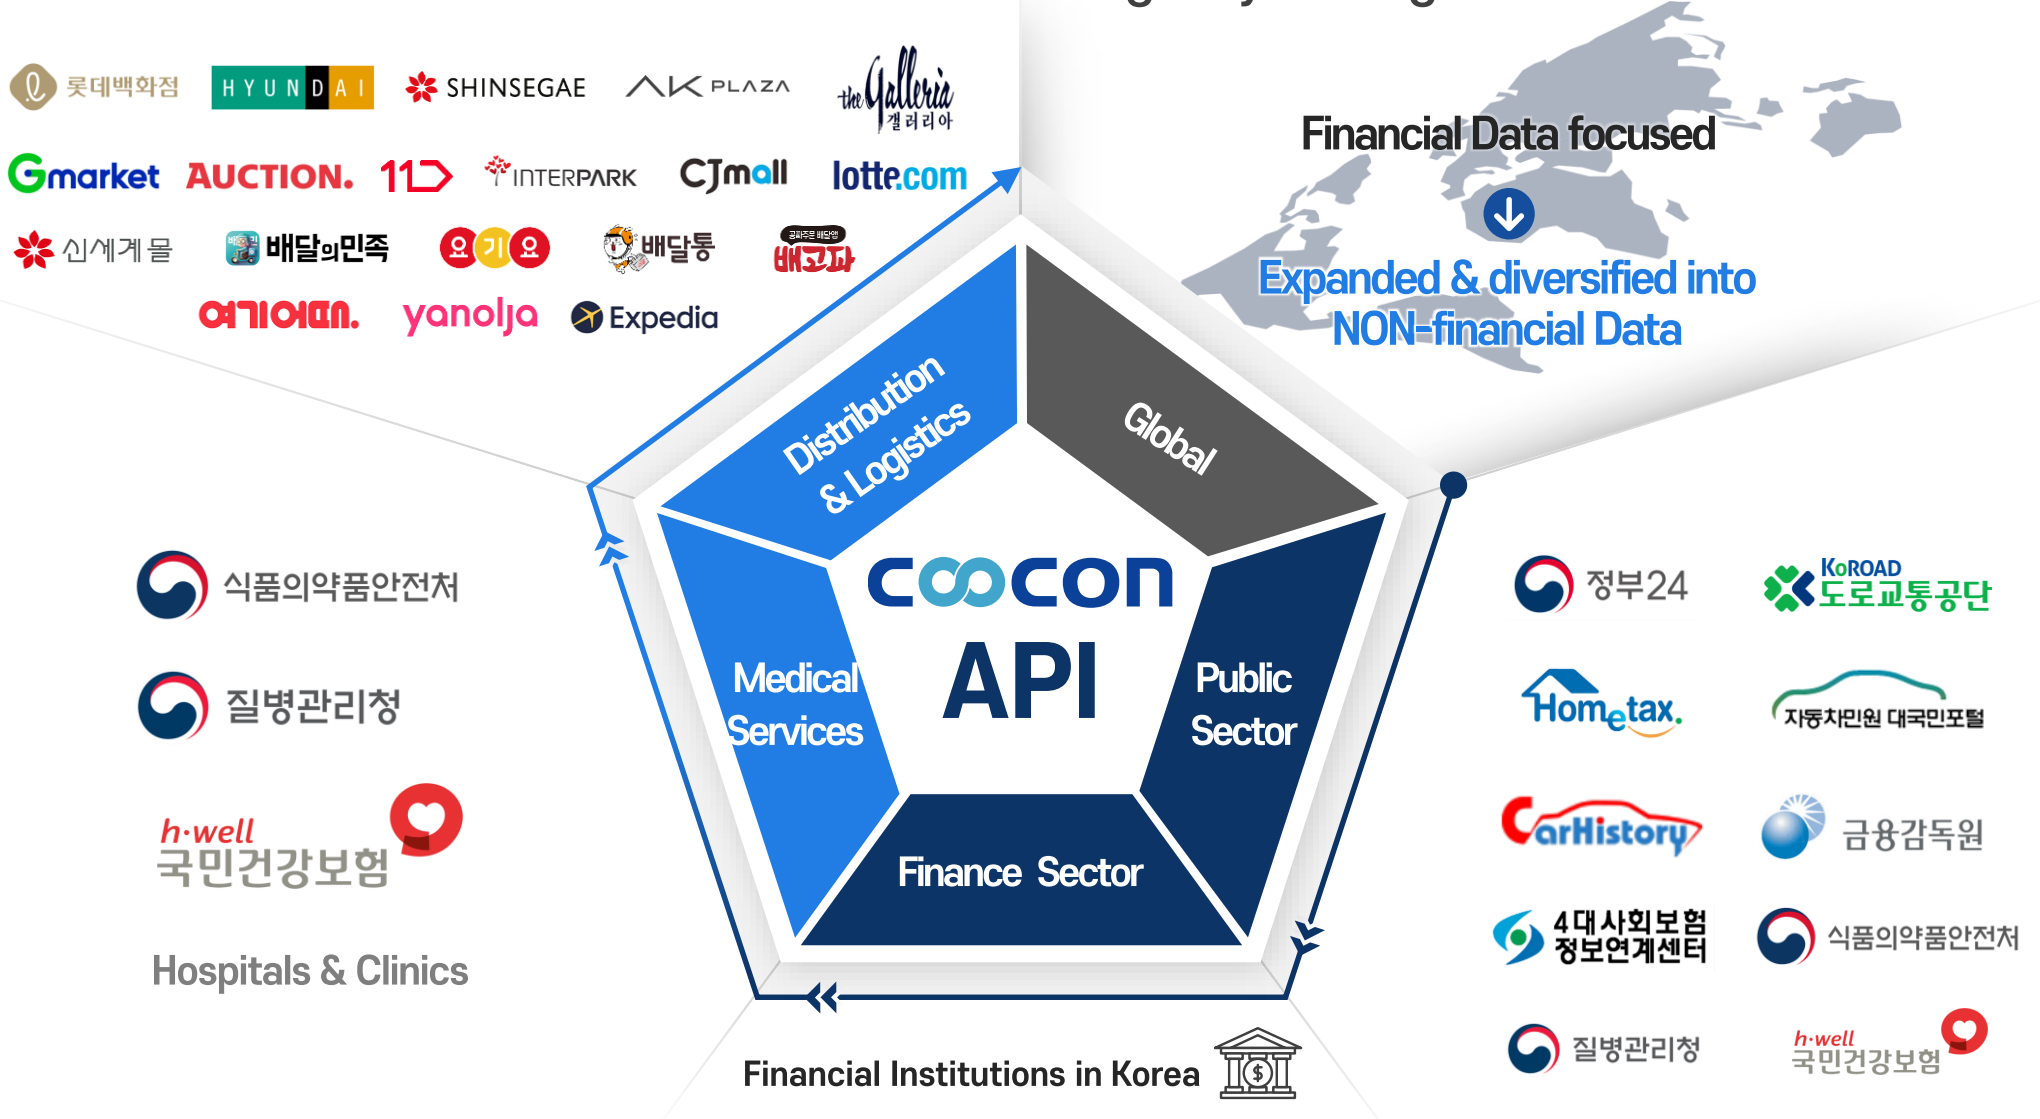 롯데백화점
HYUNDAI
SHINSEGAE
AK PLAZA
the Galleria
갤러리아
Gmarket
AUCTION.
11
INTERPARK
CJmall
lotte.com
신세계몰
배달의민족
요기요
배달통
배고파
여기어때.
yanolja
Expedia
Financial Data focused
Expanded & diversified into
NON-financial Data
Distribution
& Logistics
Global
Medical
Services
Public
Sector
Finance Sector
coocon
API
식품의약품안전처
질병관리청
h·well
국민건강보험
Hospitals & Clinics
정부24
KoROAD
도로교통공단
Hometax.
자동차민원 대국민포털
CarHistory
금융감독원
4대사회보험
정보연계센터
식품의약품안전처
질병관리청
h·well
국민건강보험
Financial Institutions in Korea
$